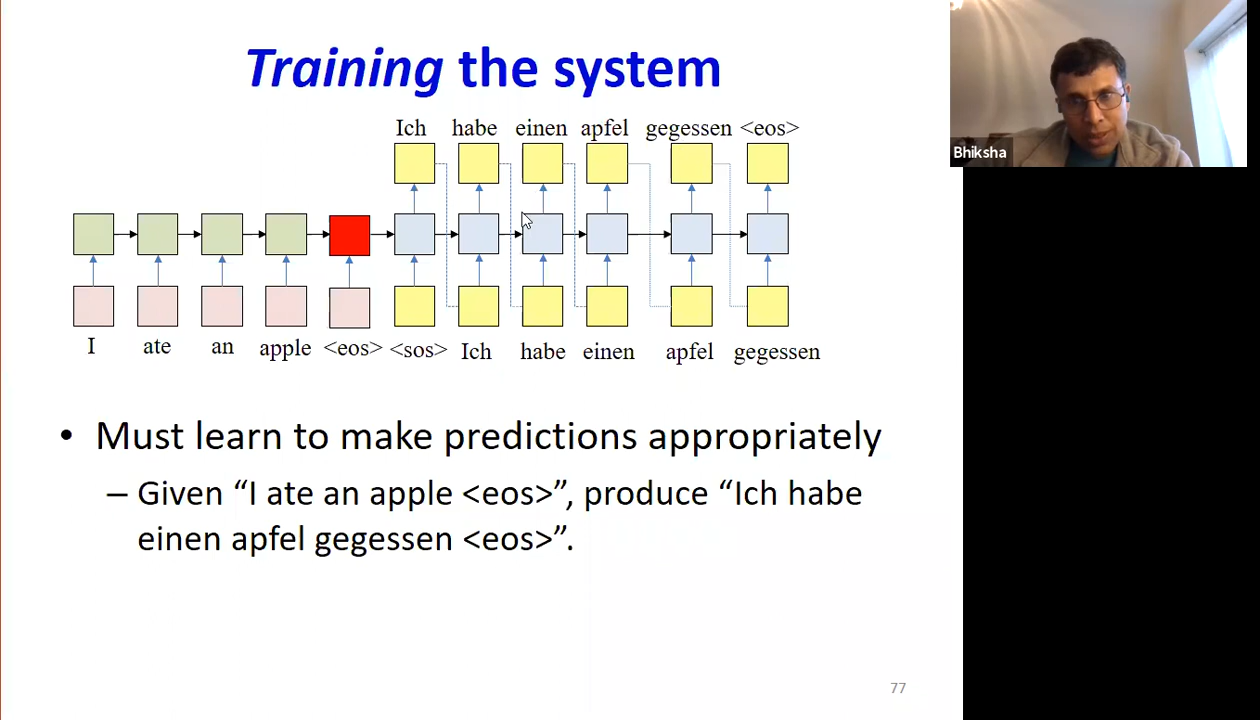 Training the system
Bhiksha
Ich habe einen apfel gegessen <eos>
I ate an apple <eos> <sos> Ich habe einen apfel gegessen
• Must learn to make predictions appropriately
– Given “I ate an apple <eos>”, produce “Ich habe
einen apfel gegessen <eos>”.
77